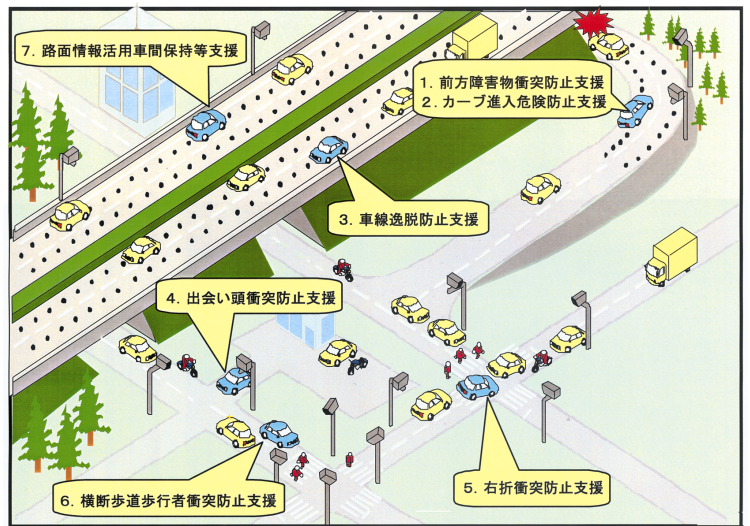 7. 路面情報活用車間保持等支援
1. 前方障害物衝突防止支援
2. カーブ進入危険防止支援
3. 車線逸脱防止支援
4. 出会い頭衝突防止支援
5. 右折衝突防止支援
6. 横断歩道歩行者衝突防止支援